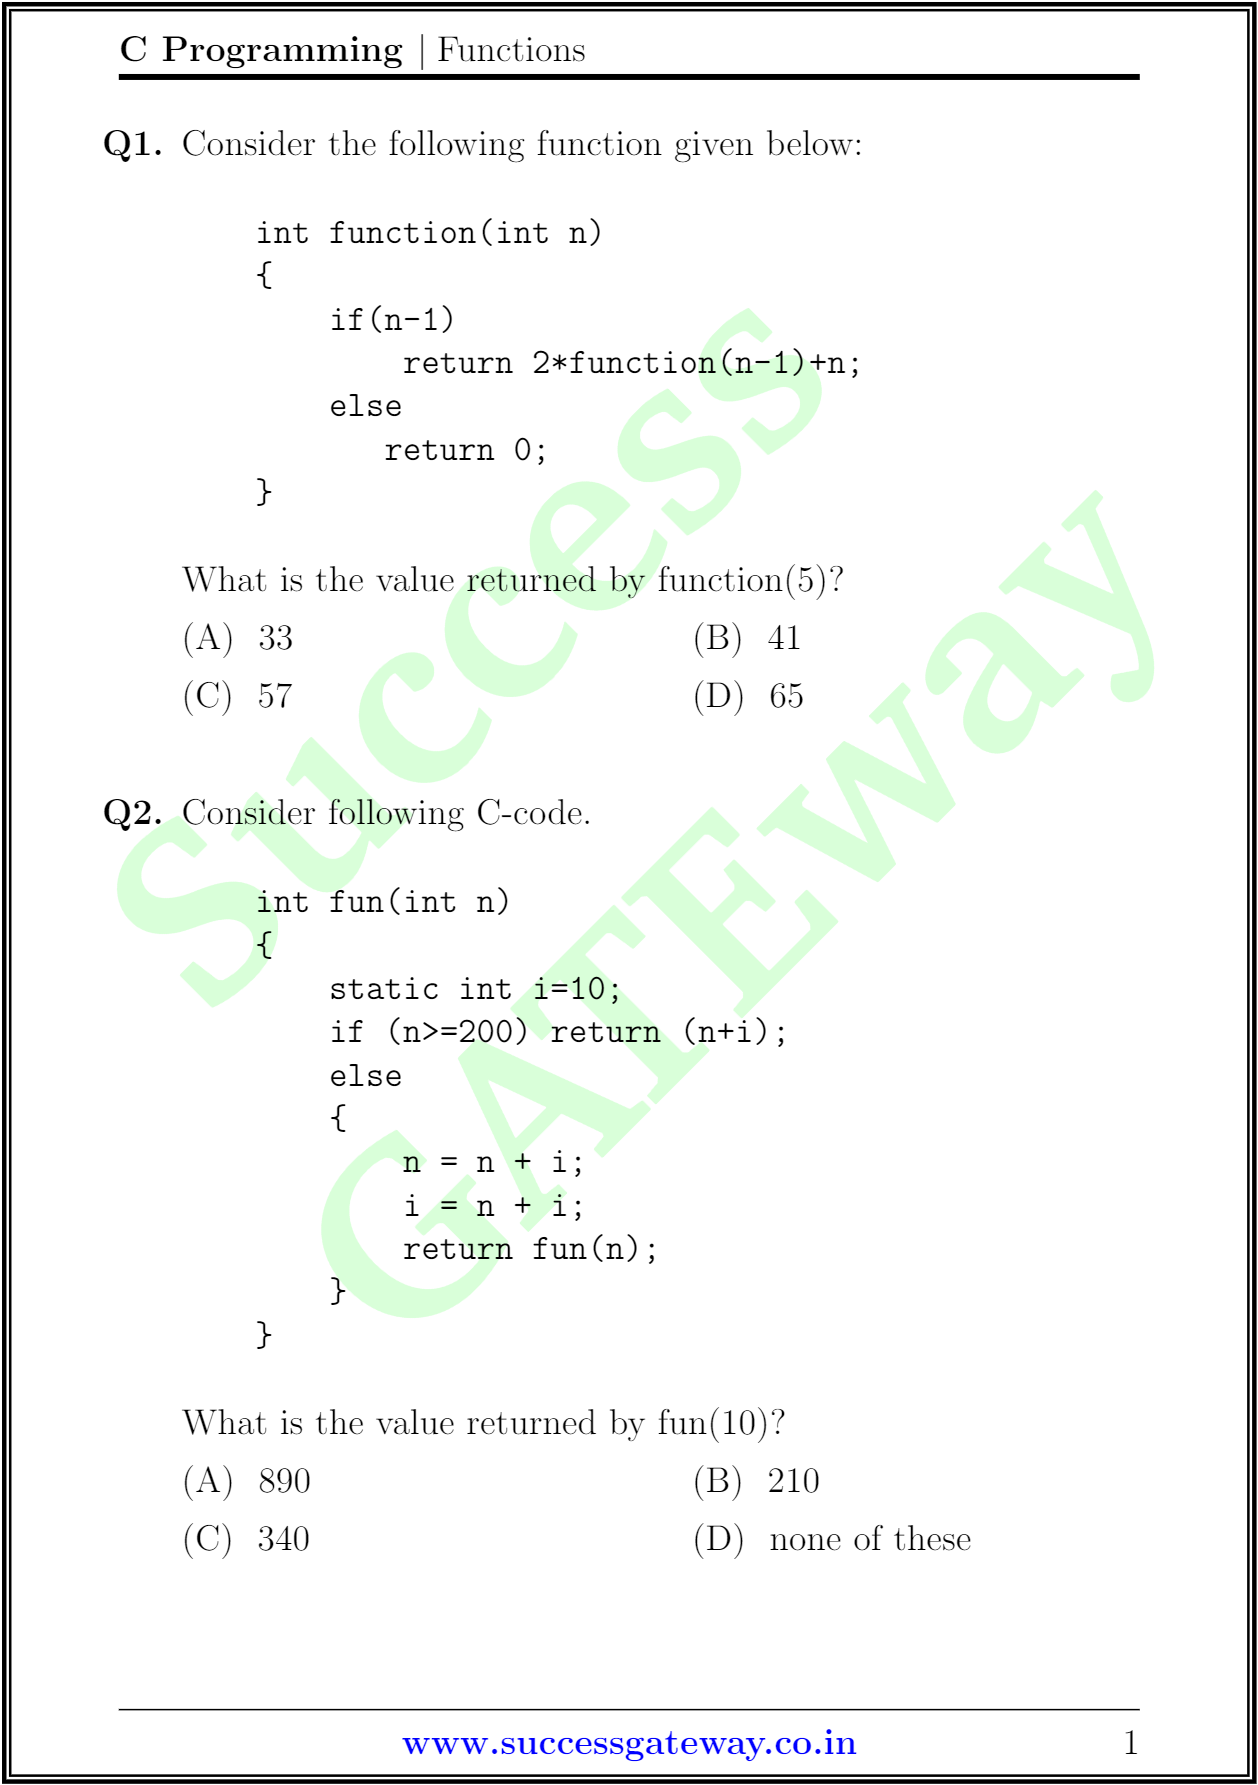 C Programming | Functions
Q1. Consider the following function given below:
int function(int n)
{
    if(n-1)
        return 2*function(n-1)+n;
    else
       return 0;
}
What is the value returned by function(5)?
(A) 33 (B) 41
(C) 57 (D) 65
Q2. Consider following C-code.
int fun(int n)
{
    static int i=10;
    if (n>=200) return (n+i);
    else
    {
        n = n + i;
        i = n + i;
        return fun(n);
    }
}
What is the value returned by fun(10)?
(A) 890 (B) 210
(C) 340 (D) none of these
Success
GATEway
www.successgateway.co.in 1